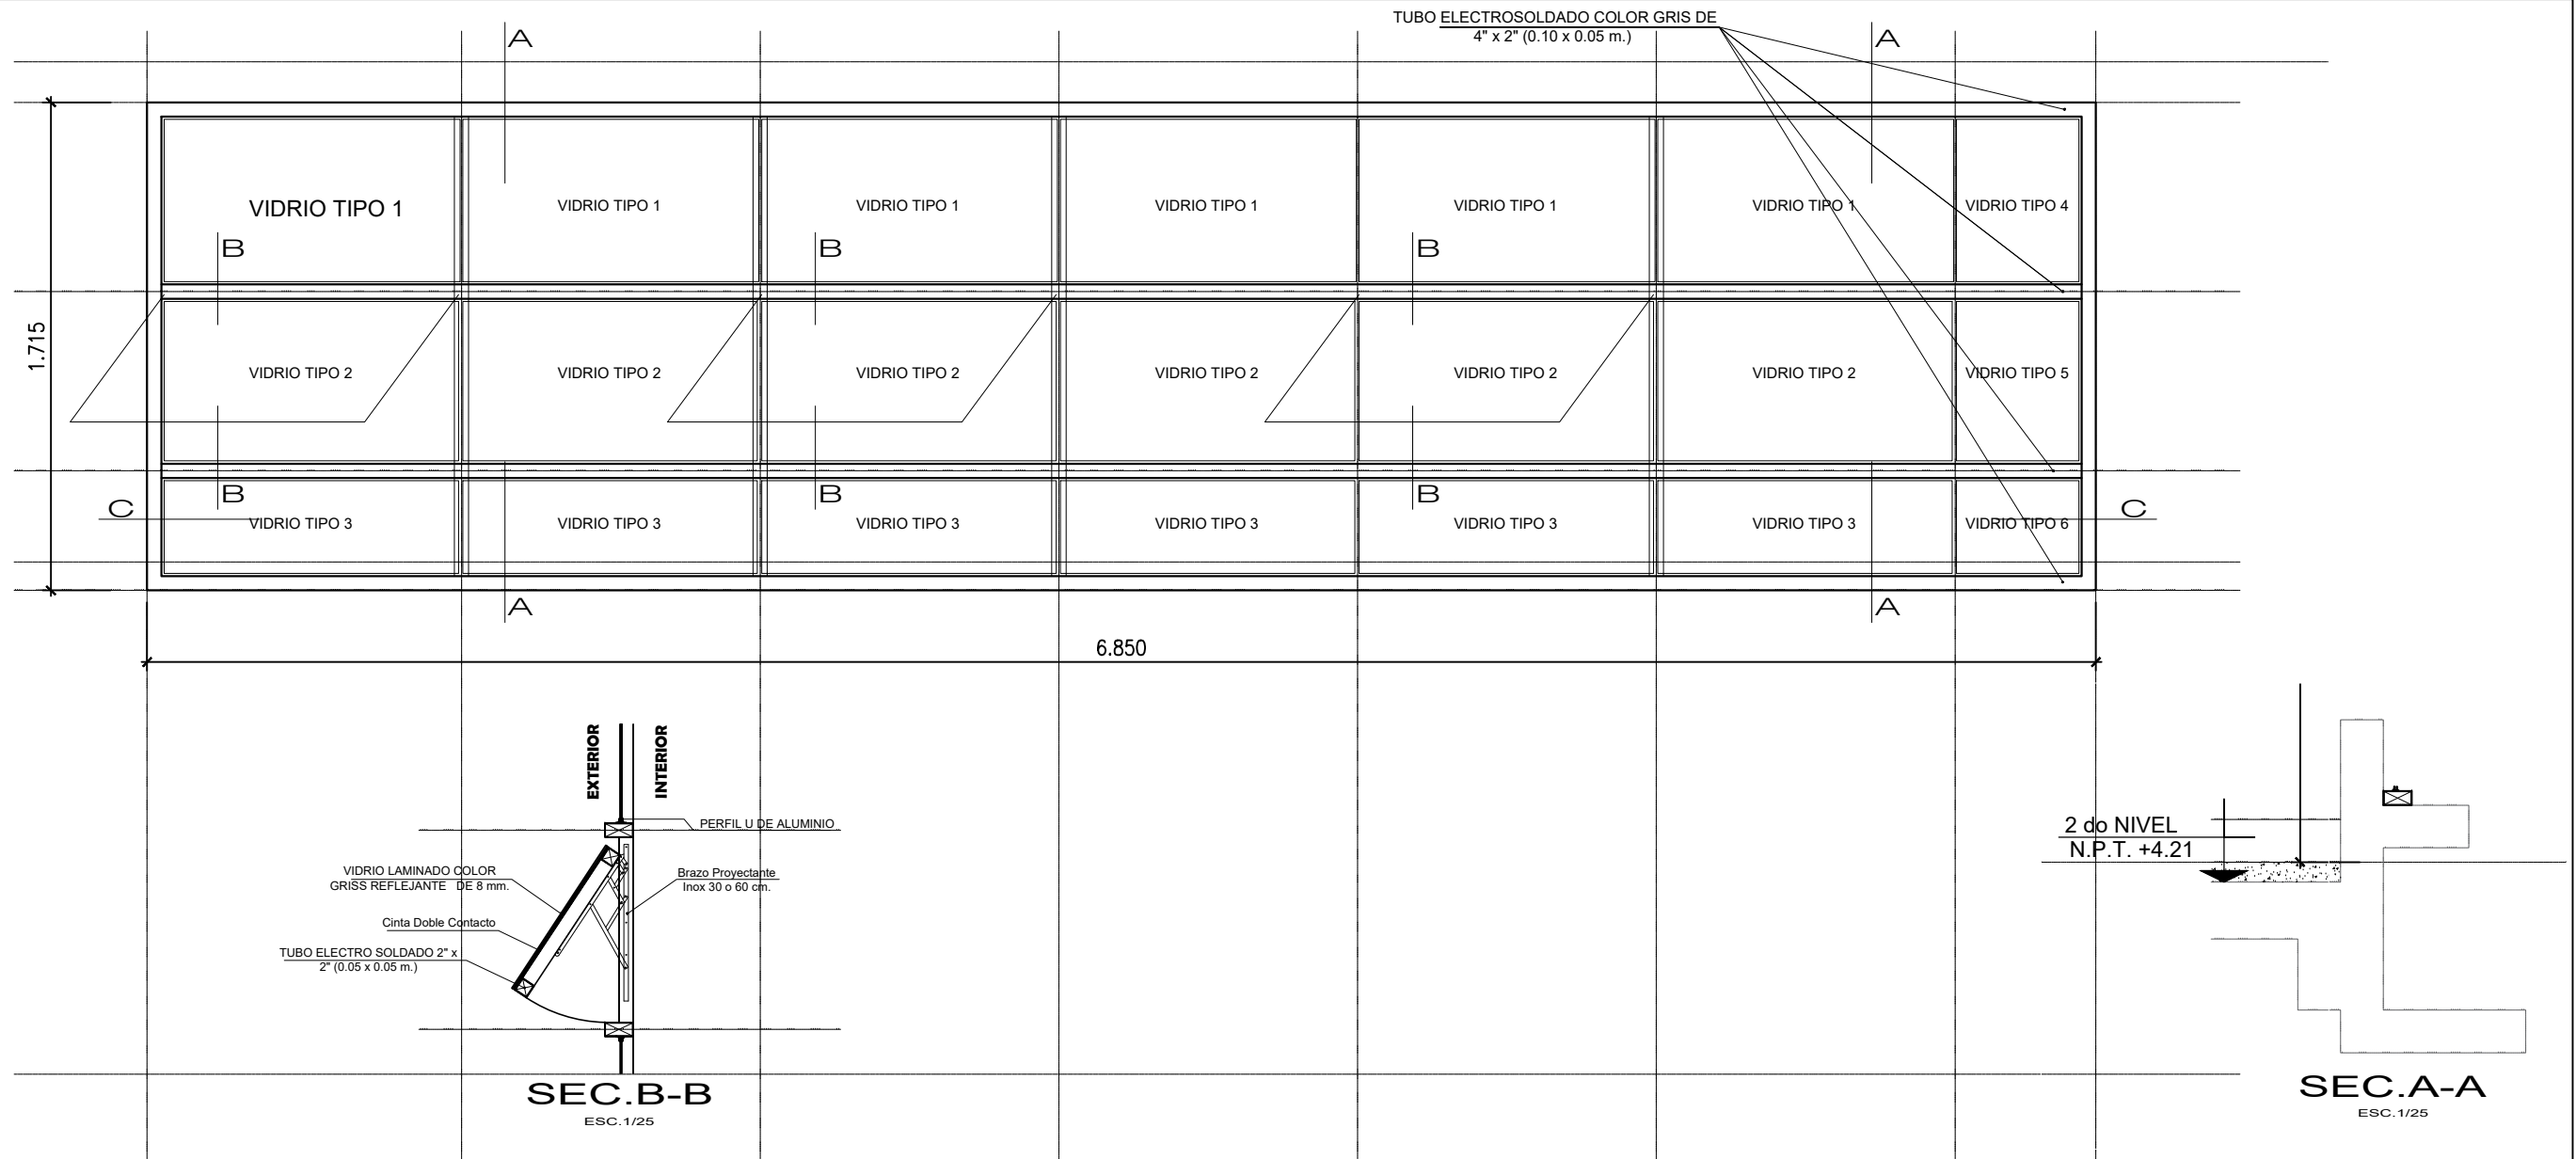 TUBO ELECTROSOLDADO COLOR GRIS DE
4" x 2" (0.10 x 0.05 m.)
A
A
VIDRIO TIPO 1
VIDRIO TIPO 1
VIDRIO TIPO 1
VIDRIO TIPO 1
VIDRIO TIPO 1
VIDRIO TIPO 1
VIDRIO TIPO 4
B
B
B
1.715
VIDRIO TIPO 2
VIDRIO TIPO 2
VIDRIO TIPO 2
VIDRIO TIPO 2
VIDRIO TIPO 2
VIDRIO TIPO 2
VIDRIO TIPO 5
B
B
B
C
C
VIDRIO TIPO 3
VIDRIO TIPO 3
VIDRIO TIPO 3
VIDRIO TIPO 3
VIDRIO TIPO 3
VIDRIO TIPO 3
VIDRIO TIPO 6
A
A
6.850
EXTERIOR
INTERIOR
PERFIL U DE ALUMINIO
VIDRIO LAMINADO COLOR
GRISS REFLEJANTE DE 8 mm.
Brazo Proyectante
Inox 30 o 60 cm.
Cinta Doble Contacto
TUBO ELECTRO SOLDADO 2" x
2" (0.05 x 0.05 m.)
SEC.B-B
ESC.1/25
2 do NIVEL
N.P.T. +4.21
SEC.A-A
ESC.1/25